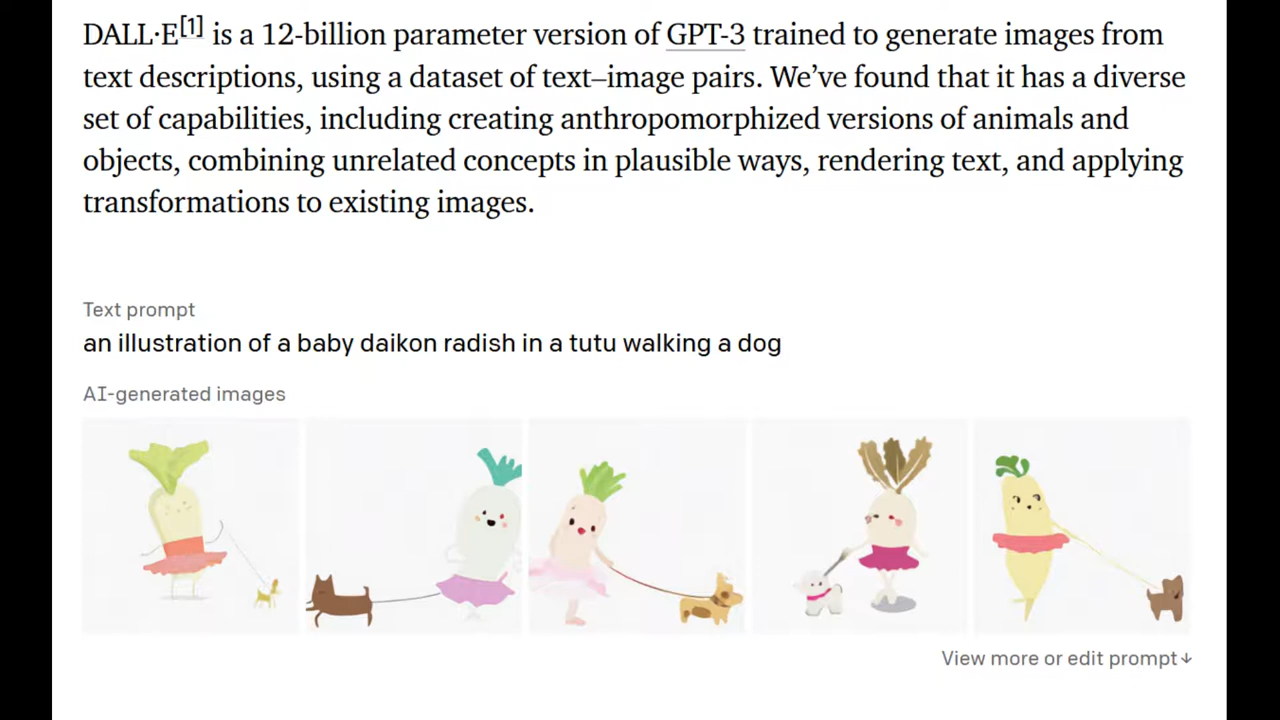 DALL·E[1] is a 12-billion parameter version of GPT-3 trained to generate images from
text descriptions, using a dataset of text–image pairs. We’ve found that it has a diverse
set of capabilities, including creating anthropomorphized versions of animals and
objects, combining unrelated concepts in plausible ways, rendering text, and applying
transformations to existing images.
Text prompt
an illustration of a baby daikon radish in a tutu walking a dog
AI-generated images
View more or edit prompt↓